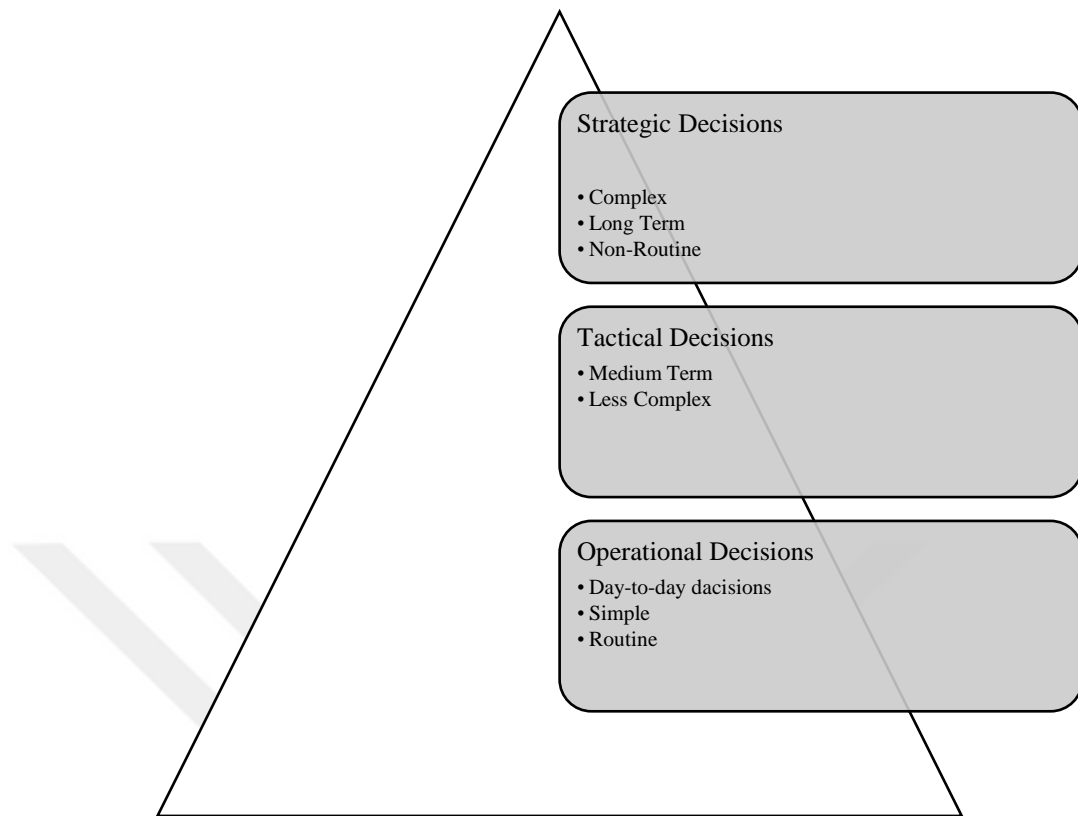 Strategic Decisions
• Complex
• Long Term
• Non-Routine
Tactical Decisions
• Medium Term
• Less Complex
Operational Decisions
• Day-to-day dacisions
• Simple
• Routine